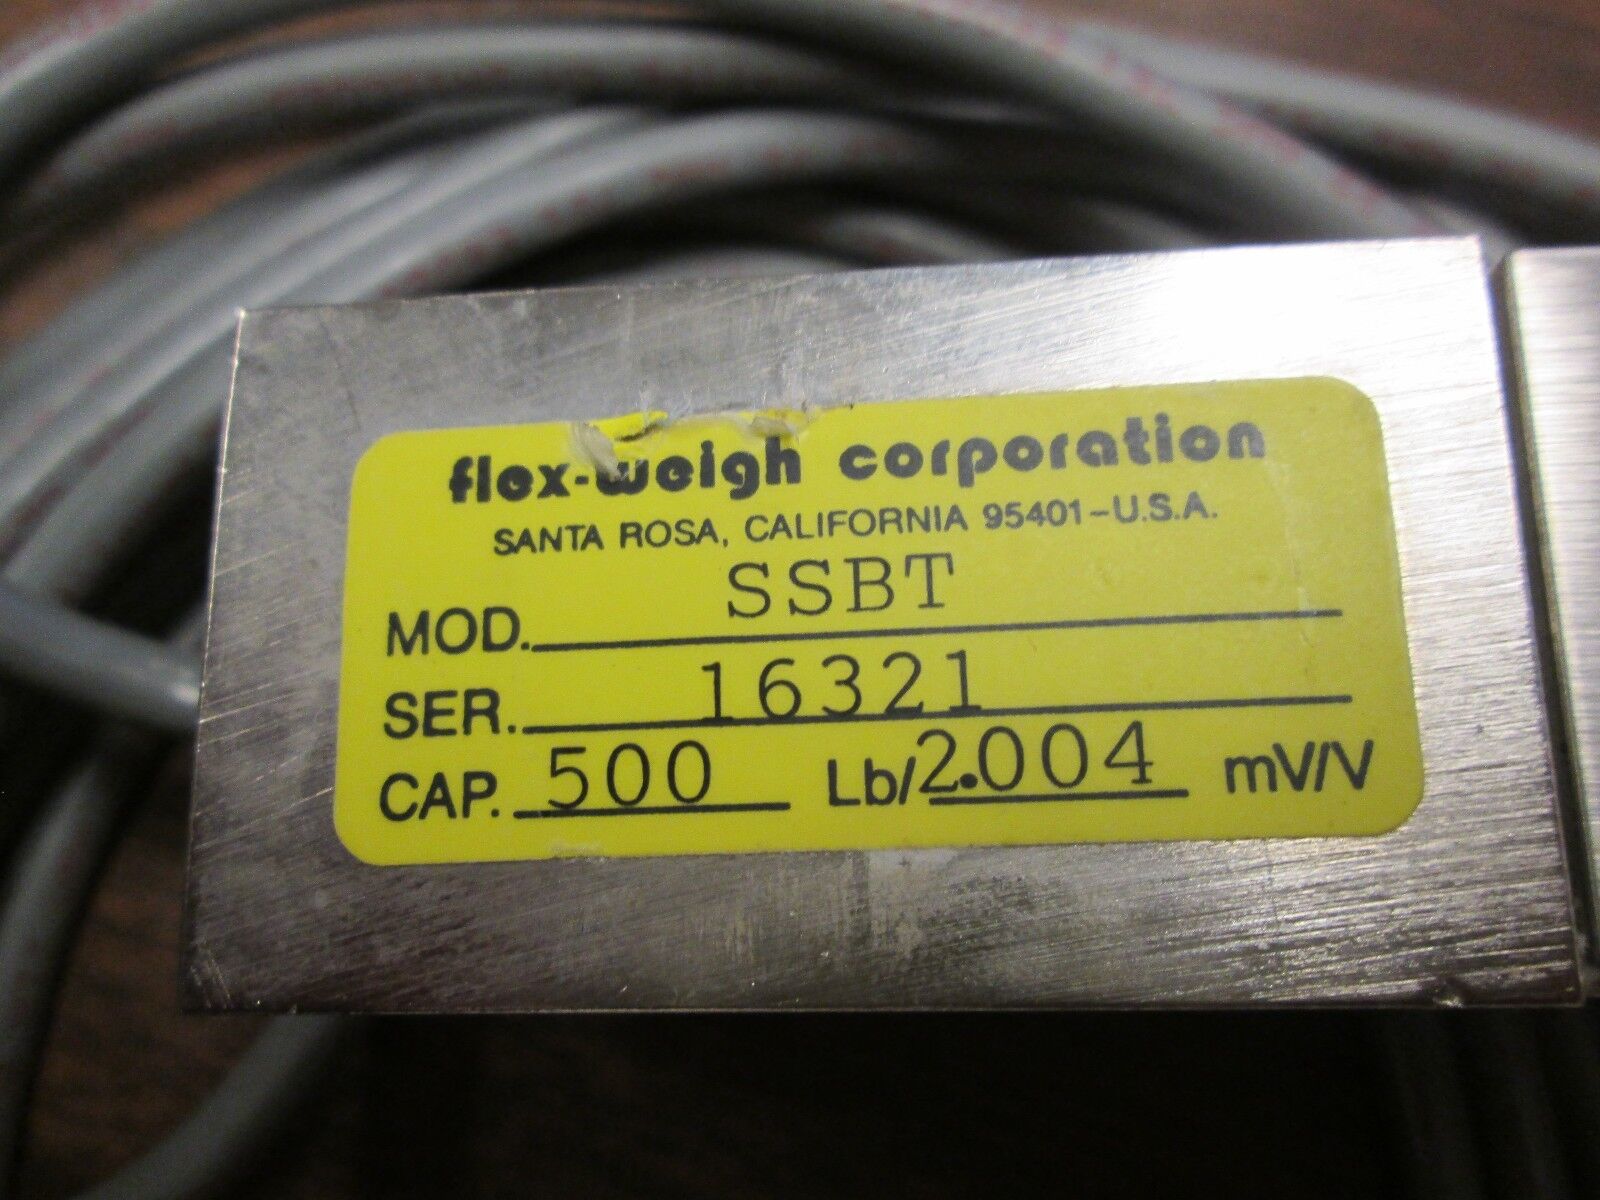 flex-weigh corporation
SANTA ROSA, CALIFORNIA 95401-U.S.A.
MOD. SSBT
SER. 16321
CAP. 500 Lb/2.004 mV/V